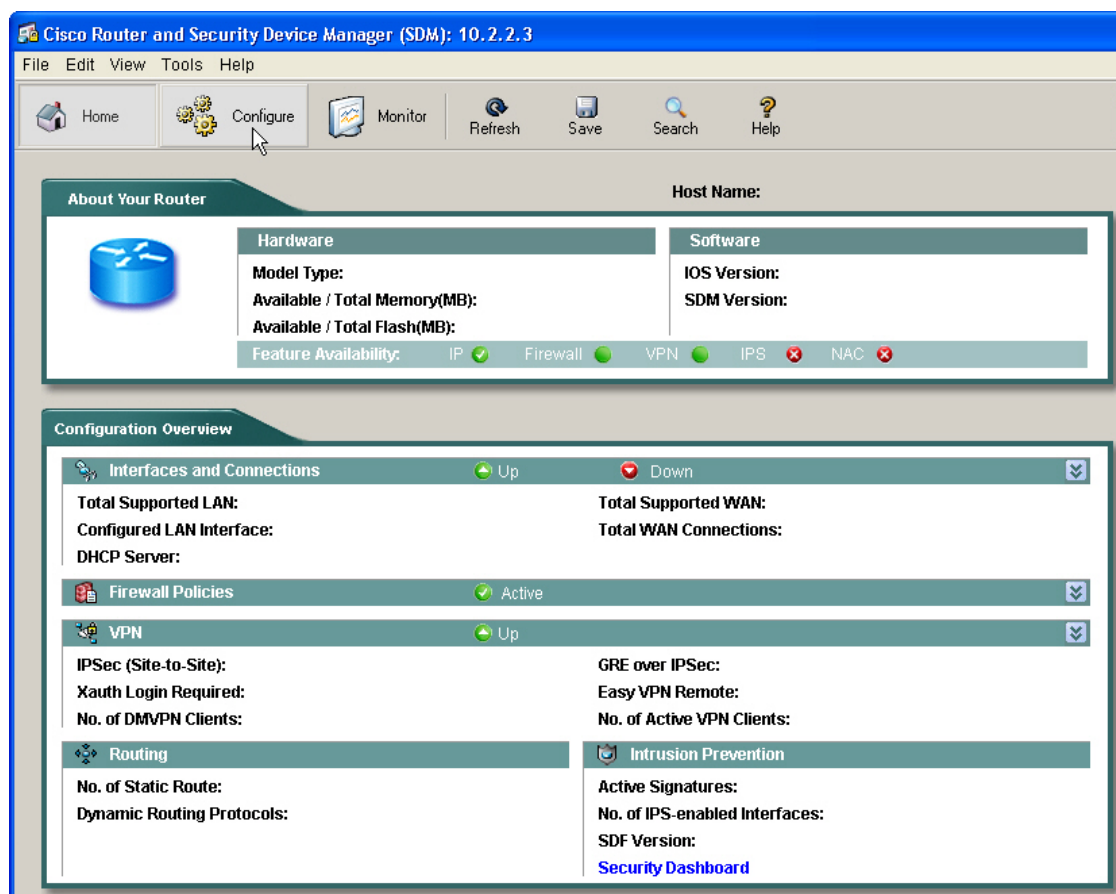 Cisco Router and Security Device Manager (SDM): 10.2.2.3
File Edit View Tools Help
Home Configure Monitor Refresh Save Search Help
About Your Router
Host Name:
Hardware
Model Type:
Available / Total Memory(MB):
Available / Total Flash(MB):
Software
IOS Version:
SDM Version:
Feature Availability: IP Firewall VPN IPS NAC
Configuration Overview
Interfaces and Connections Up Down
Total Supported LAN: Total Supported WAN:
Configured LAN Interface: Total WAN Connections:
DHCP Server:
Firewall Policies Active
VPN Up
IPSec (Site-to-Site): GRE over IPSec:
Xauth Login Required: Easy VPN Remote:
No. of DMVPN Clients: No. of Active VPN Clients:
Routing
No. of Static Route:
Dynamic Routing Protocols:
Intrusion Prevention
Active Signatures:
No. of IPS-enabled Interfaces:
SDF Version:
Security Dashboard